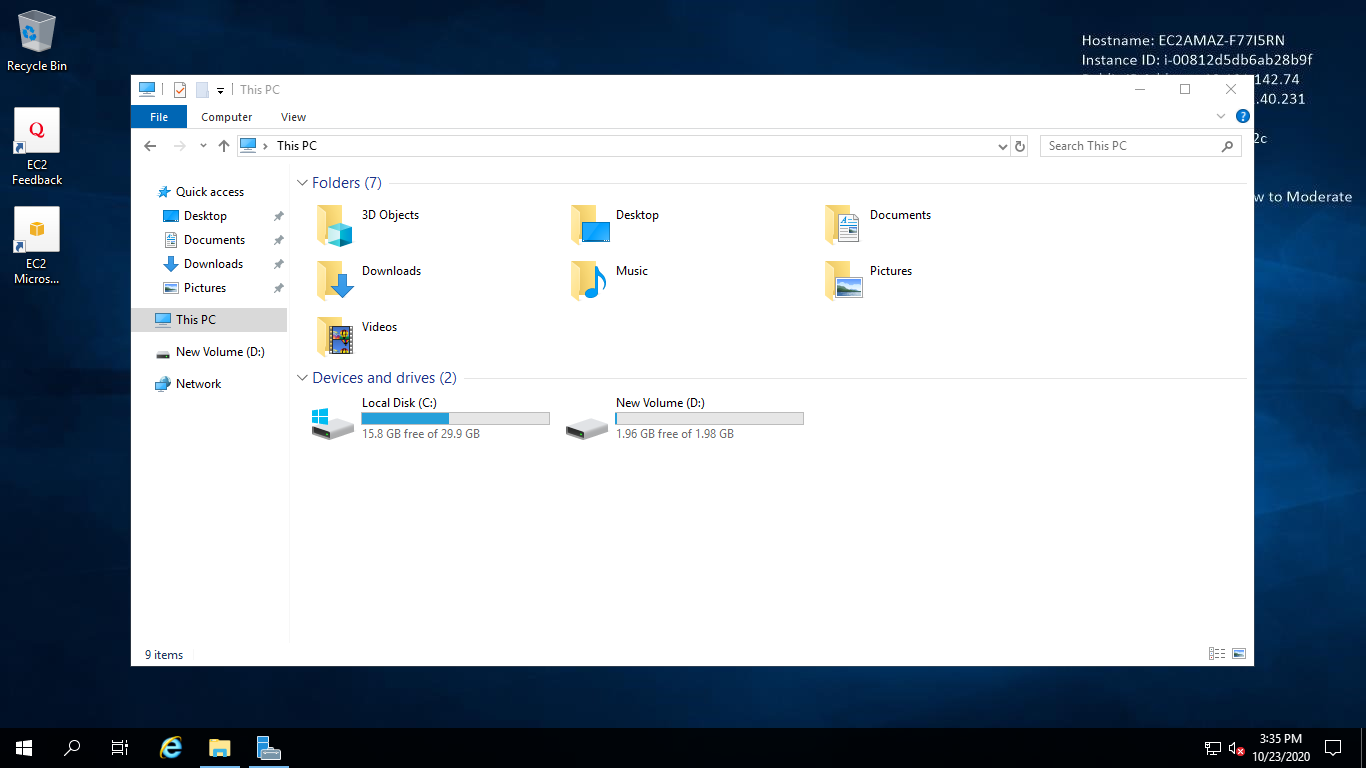 Recycle Bin
EC2
Feedback
EC2
Micros...
Hostname: EC2AMAZ-F77I5RN
Instance ID: i-00812d5db6ab28b9f
142.74
.40.231
2c
w to Moderate
This PC
File
Computer
View
This PC
Search This PC
Quick access
Desktop
Documents
Downloads
Pictures
This PC
New Volume (D:)
Network
Folders (7)
3D Objects
Desktop
Documents
Downloads
Music
Pictures
Videos
Devices and drives (2)
Local Disk (C:)
15.8 GB free of 29.9 GB
New Volume (D:)
1.96 GB free of 1.98 GB
9 items
3:35 PM
10/23/2020